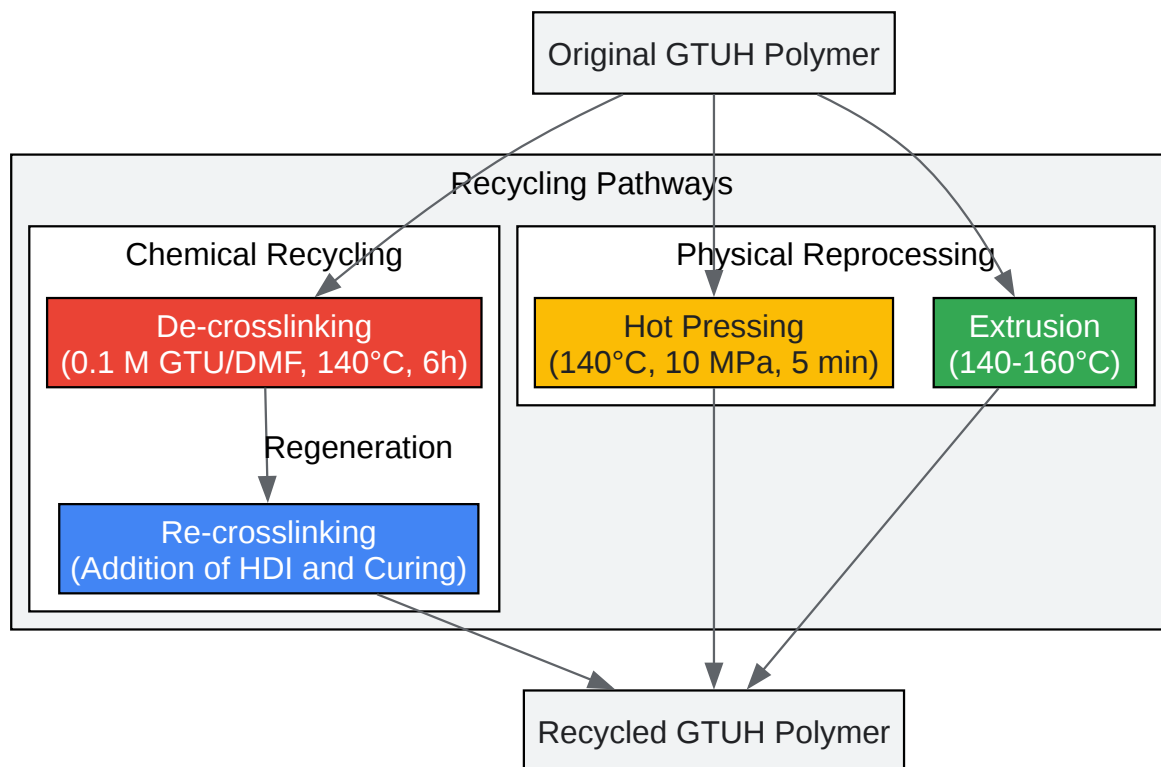 Original GTUH Polymer
Recycling Pathways
Chemical Recycling
De-crosslinking
(0.1 M GTU/DMF, 140°C, 6h)
Regeneration
Re-crosslinking
(Addition of HDI and Curing)
Physical Reprocessing
Hot Pressing
(140°C, 10 MPa, 5 min)
Extrusion
(140-160°C)
Recycled GTUH Polymer